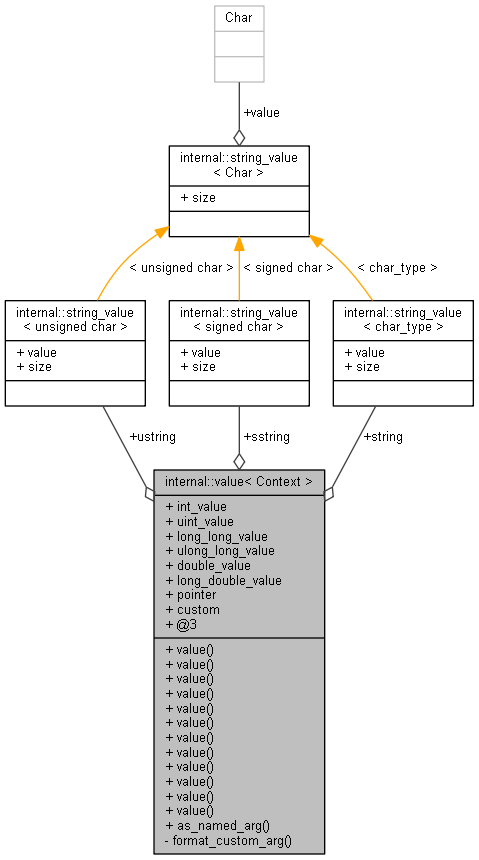 Char
+value
internal::string_value
< Char >
+ size
< unsigned char >
< signed char >
< char_type >
internal::string_value
< unsigned char >
+ value
+ size
internal::string_value
< signed char >
+ value
+ size
internal::string_value
< char_type >
+ value
+ size
+ustring
+sstring
+string
internal::value< Context >
+ int_value
+ uint_value
+ long_long_value
+ ulong_long_value
+ double_value
+ long_double_value
+ pointer
+ custom
+ @3
+ value()
+ value()
+ value()
+ value()
+ value()
+ value()
+ value()
+ value()
+ value()
+ value()
+ value()
+ value()
+ as_named_arg()
- format_custom_arg()